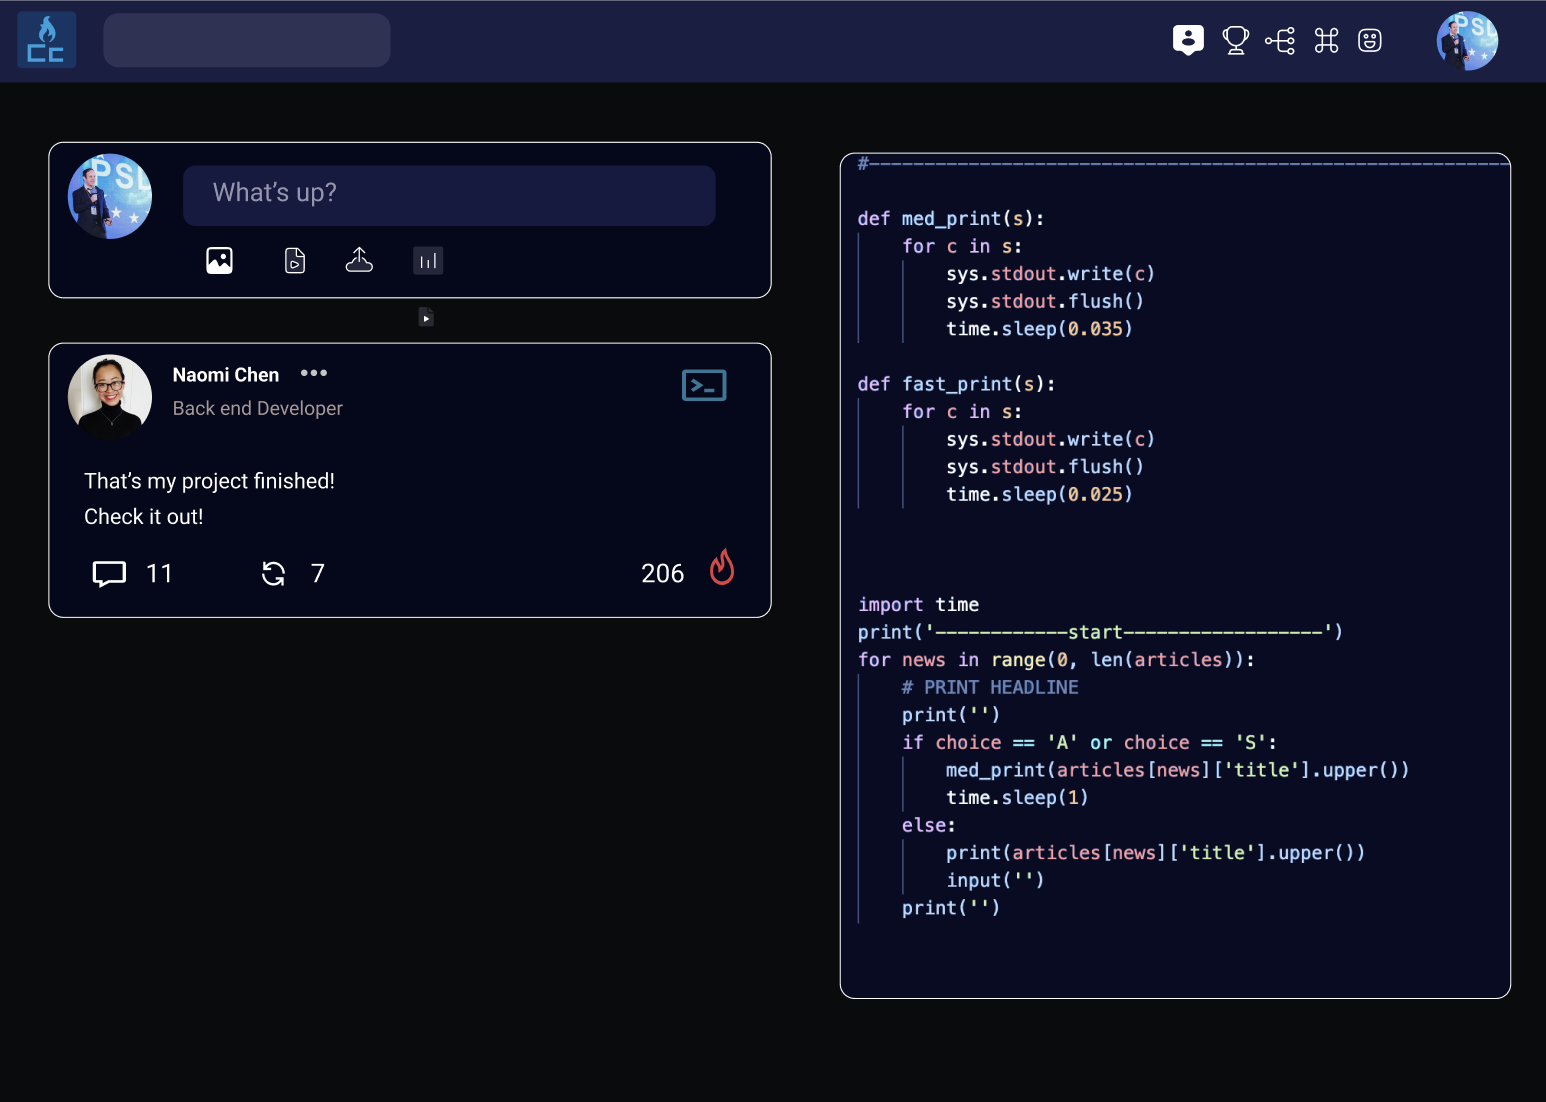 CC
PSL
What's up?
PSL
Naomi Chen •••
Back end Developer
>_
That's my project finished!
Check it out!
11 7 206
#----------------------------------------------------------
def med_print(s):
    for c in s:
        sys.stdout.write(c)
        sys.stdout.flush()
        time.sleep(0.035)
def fast_print(s):
    for c in s:
        sys.stdout.write(c)
        sys.stdout.flush()
        time.sleep(0.025)
import time
print('------------start------------------')
for news in range(0, len(articles)):
    # PRINT HEADLINE
    print('')
    if choice == 'A' or choice == 'S':
        med_print(articles[news]['title'].upper())
        time.sleep(1)
    else:
        print(articles[news]['title'].upper())
        input('')
    print('')